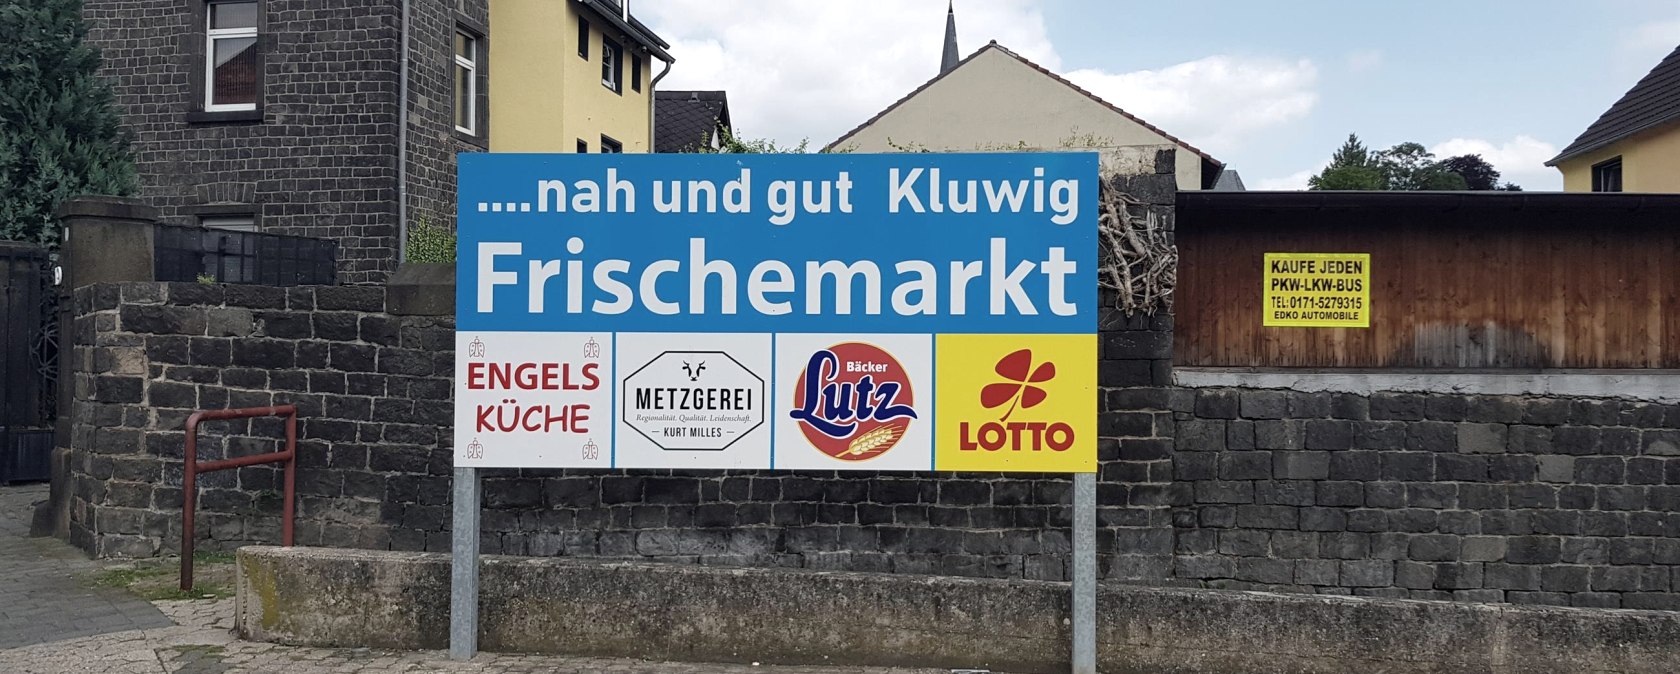 ....nah und gut Kluwig
Frischemarkt
ENGELS
KÜCHE
METZGEREI
Regionalität. Qualität. Leidenschaft.
KURT MILLES
Bäcker
Lutz
LOTTO
KAUFE JEDEN
PKW-LKW-BUS
TEL:0171-5279315
EDKO AUTOMOBILE